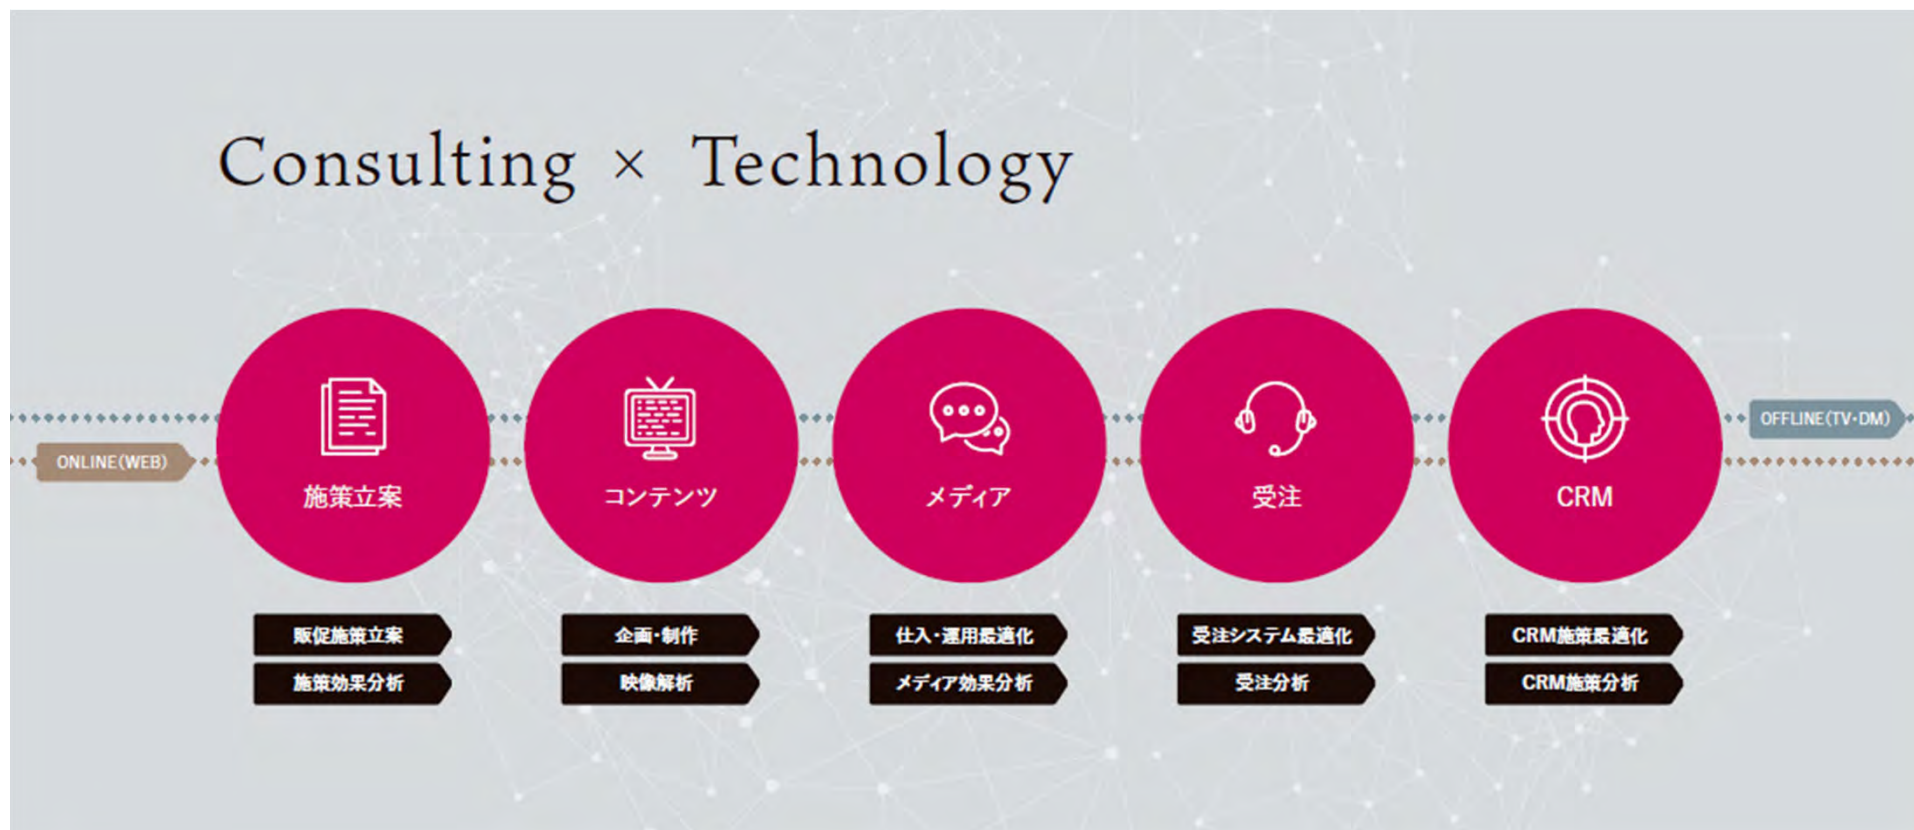 Consulting × Technology
OFFLINE(TV・DM)
ONLINE(WEB)
施策立案
コンテンツ
メディア
受注
CRM
販促施策立案
企画・制作
仕入・運用最適化
受注システム最適化
CRM施策最適化
施策効果分析
映像解析
メディア効果分析
受注分析
CRM施策分析